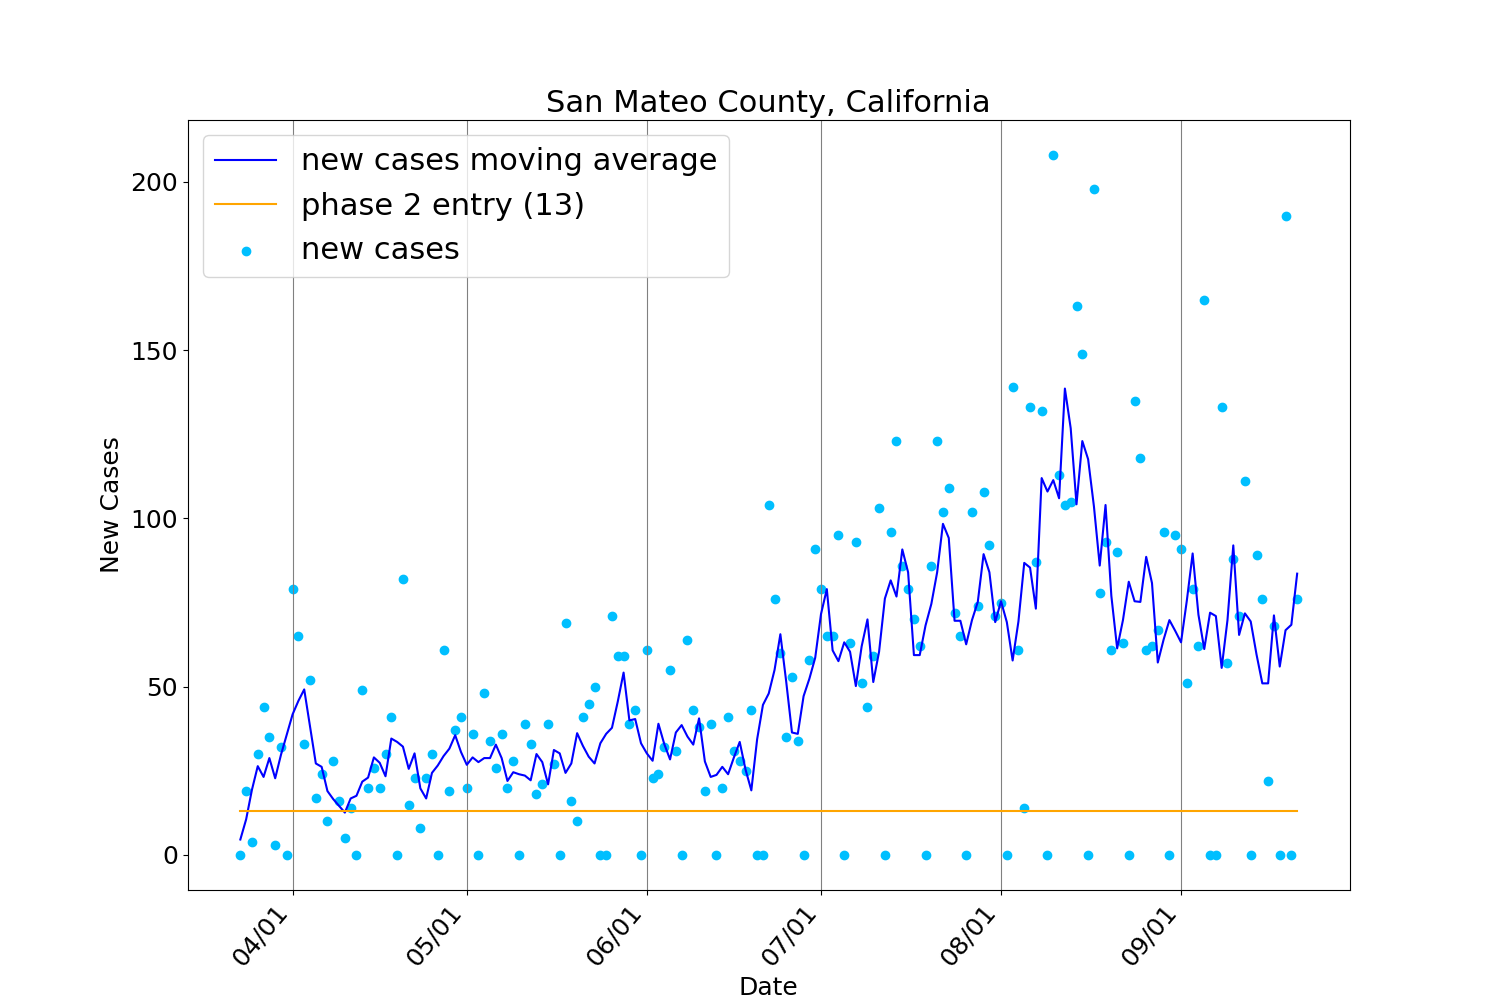 San Mateo County, California
new cases moving average
phase 2 entry (13)
new cases
200
150
100
50
0
New Cases
04/01
05/01
06/01
07/01
08/01
09/01
Date